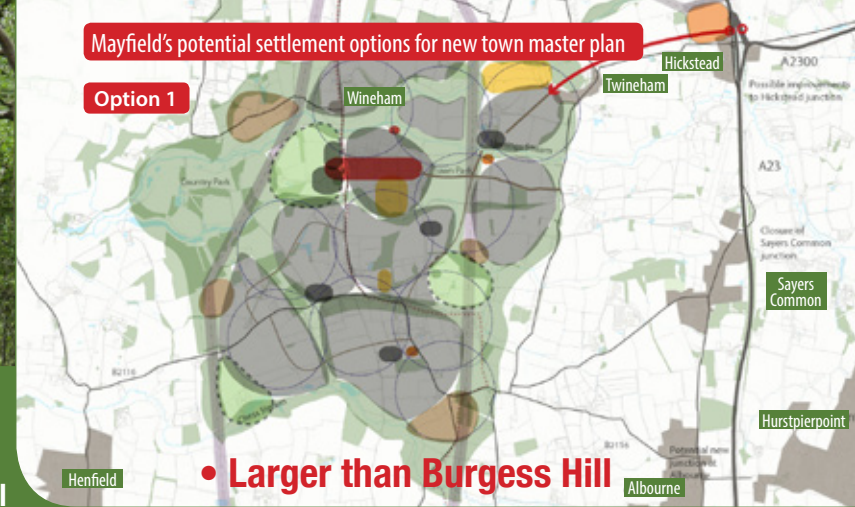 Mayfield's potential settlement options for new town master plan
Option 1
Hickstead
A2300
Twineham
Possible improvements
to Hickstead junction
Wineham
A23
Country Park
Closure of
Sayers Common
junction
Sayers
Common
B2116
Hurstpierpoint
B2116
Potential new
junction at
Albourne
• Larger than Burgess Hill
Henfield
Albourne